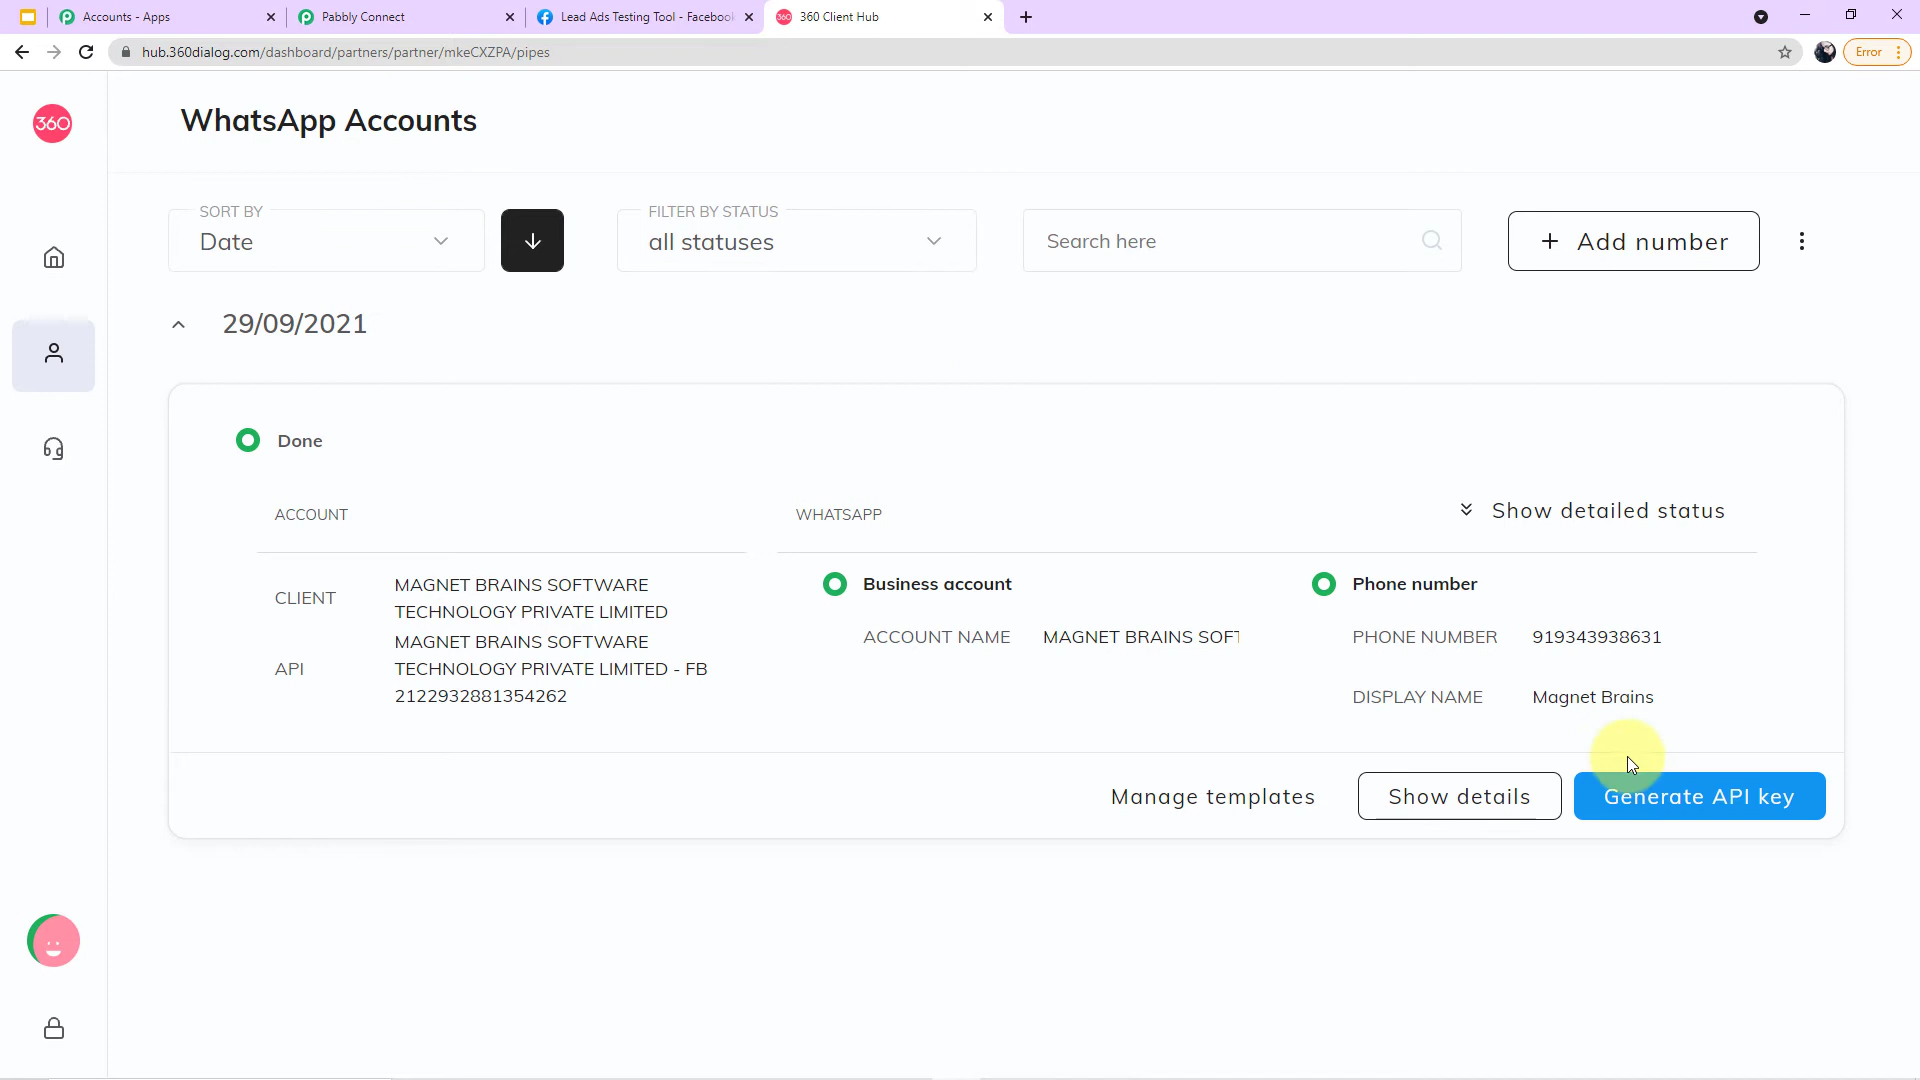 Accounts - Apps
Pabbly Connect
Lead Ads Testing Tool - Facebook
360 Client Hub
hub.360dialog.com/dashboard/partners/partner/mkeCXZPA/pipes
Error
360
WhatsApp Accounts
SORT BY
Date
FILTER BY STATUS
all statuses
Search here
+ Add number
29/09/2021
Done
ACCOUNT
WHATSAPP
Show detailed status
CLIENT
MAGNET BRAINS SOFTWARE
TECHNOLOGY PRIVATE LIMITED
API
MAGNET BRAINS SOFTWARE
TECHNOLOGY PRIVATE LIMITED - FB
2122932881354262
Business account
ACCOUNT NAME MAGNET BRAINS SOFT
Phone number
PHONE NUMBER 919343938631
DISPLAY NAME Magnet Brains
Manage templates
Show details
Generate API key